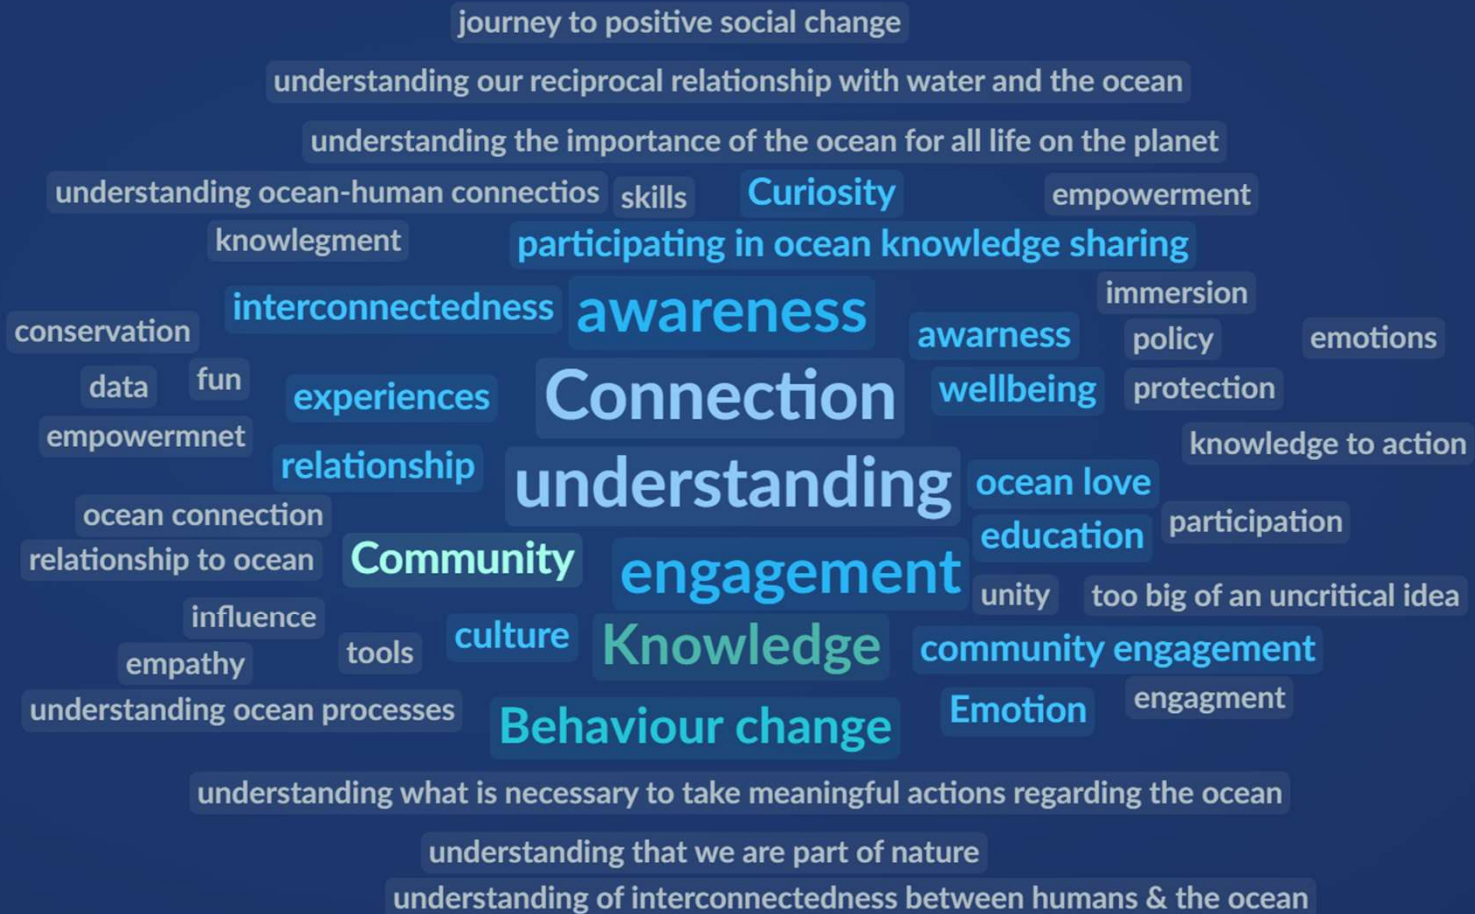 journey to positive social change
understanding our reciprocal relationship with water and the ocean
understanding the importance of the ocean for all life on the planet
understanding ocean-human connectios
skills
Curiosity
empowerment
knowlegment
participating in ocean knowledge sharing
interconnectedness
awareness
immersion
conservation
awarness
policy
emotions
data
fun
experiences
Connection
wellbeing
protection
empowermnet
knowledge to action
relationship
understanding
ocean love
ocean connection
education
participation
relationship to ocean
Community
engagement
unity
too big of an uncritical idea
influence
culture
Knowledge
community engagement
empathy
tools
understanding ocean processes
Behaviour change
Emotion
engagment
understanding what is necessary to take meaningful actions regarding the ocean
understanding that we are part of nature
understanding of interconnectedness between humans & the ocean